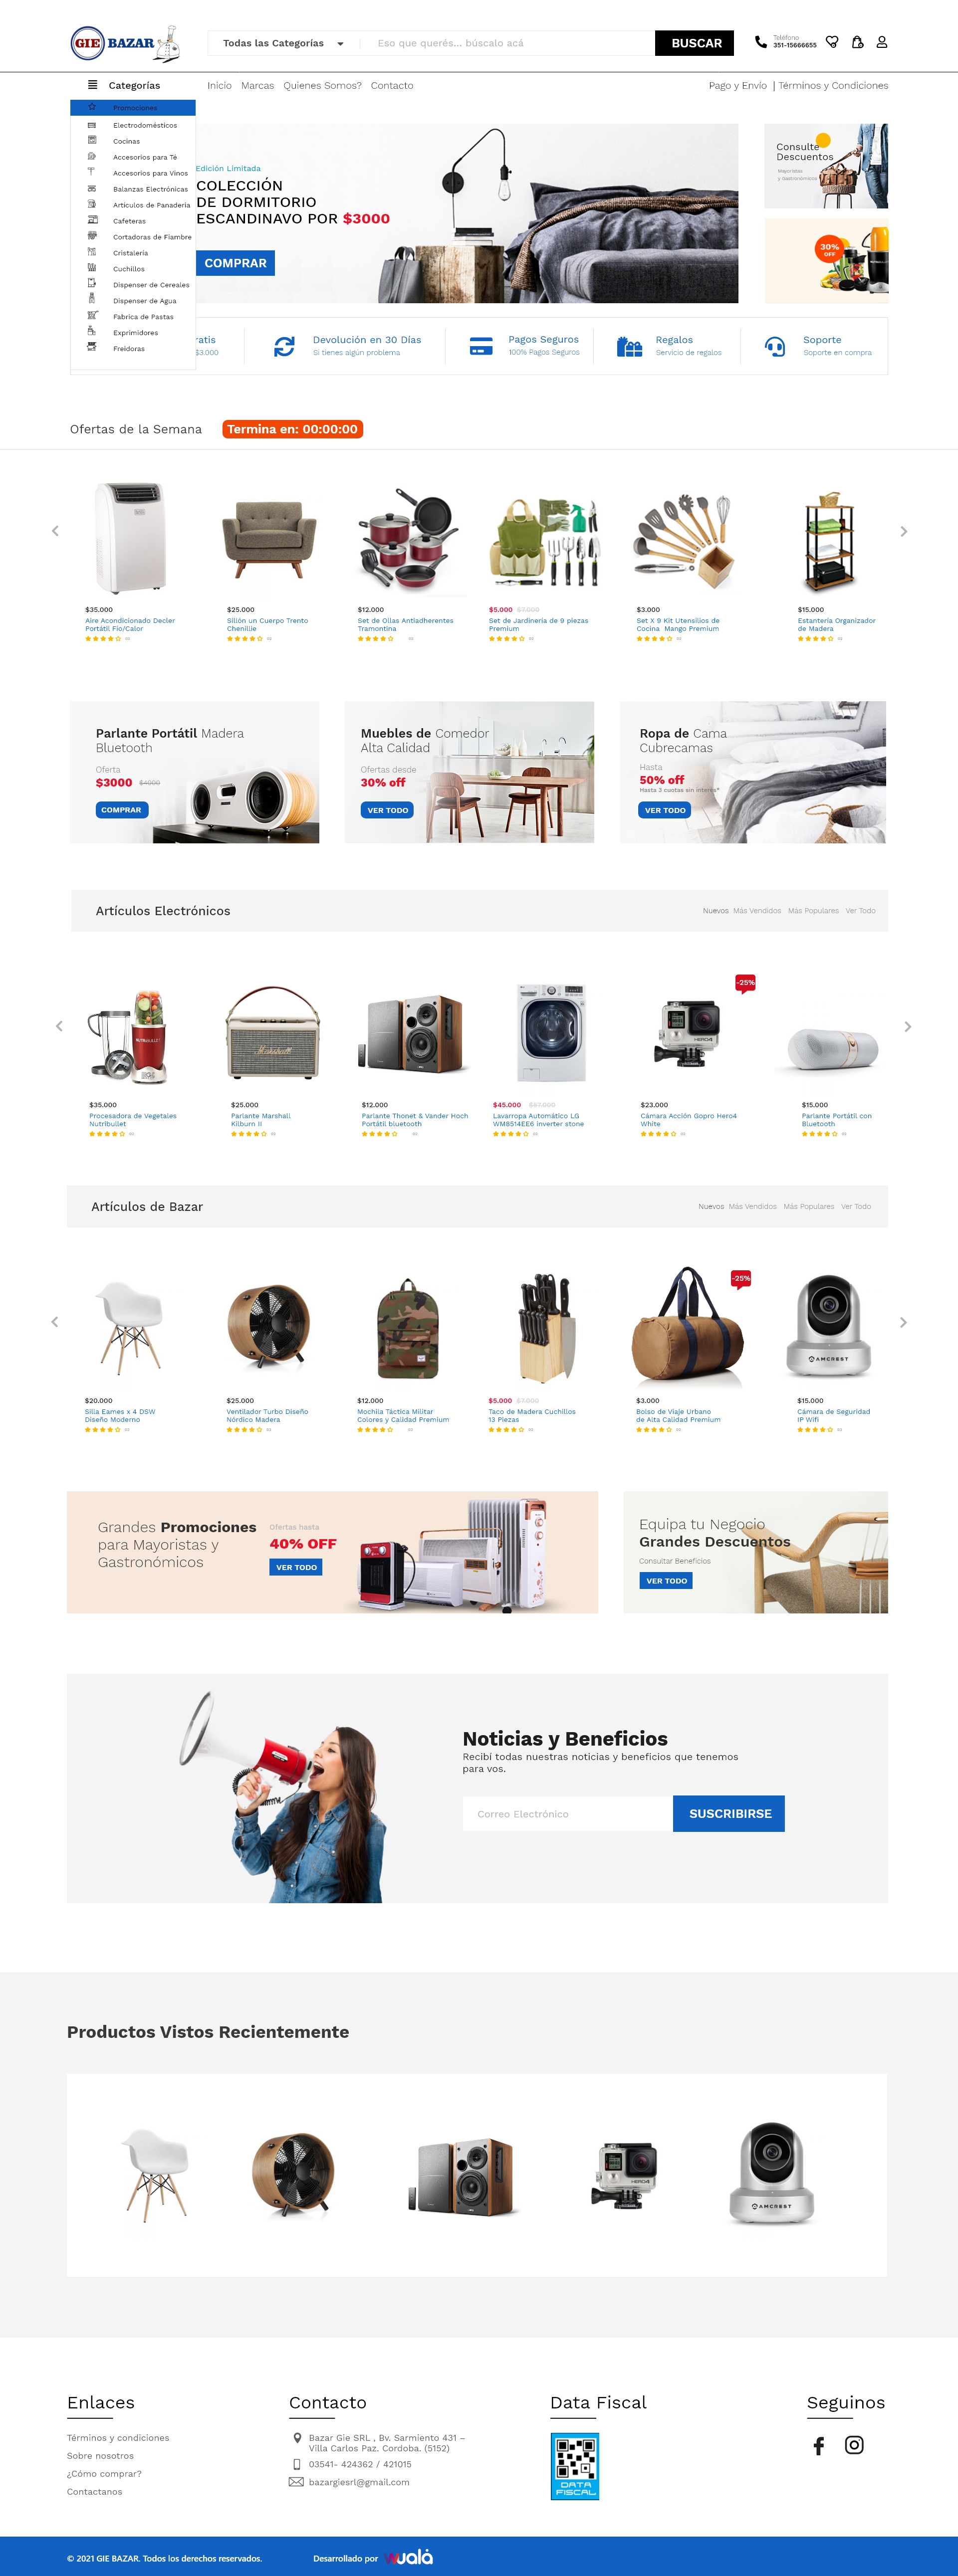 GIE BAZAR
Todas las Categorías
Eso que querés... búscalo acá
BUSCAR
Teléfono
351-15666655
Categorías
Inicio Marcas Quienes Somos? Contacto
Pago y Envío | Términos y Condiciones
Promociones
Electrodomésticos
Cocinas
Accesorios para Té
Accesorios para Vinos
Balanzas Electrónicas
Artículos de Panadería
Cafeteras
Cortadoras de Fiambre
Cristalería
Cuchillos
Dispenser de Cereales
Dispenser de Agua
Fabrica de Pastas
Exprimidores
Freidoras
Edición Limitada
COLECCIÓN
DE DORMITORIO
ESCANDINAVO POR $3000
COMPRAR
Consulte
Descuentos
Mayoristas
y Gastronómicos
30%
OFF
ratis
$3.000
Devolución en 30 Días
Si tienes algún problema
Pagos Seguros
100% Pagos Seguros
Regalos
Servicio de regalos
Soporte
Soporte en compra
Ofertas de la Semana
Termina en: 00:00:00
$35.000
Aire Acondicionado Decler
Portátil Fío/Calor
$25.000
Sillón un Cuerpo Trento
Chenillie
$12.000
Set de Ollas Antiadherentes
Tramontina
$5.000 $7.000
Set de Jardinería de 9 piezas
Premium
$3.000
Set X 9 Kit Utensilios de
Cocina Mango Premium
$15.000
Estantería Organizador
de Madera
Parlante Portátil Madera
Bluetooth
Oferta
$3000 $4000
COMPRAR
Muebles de Comedor
Alta Calidad
Ofertas desde
30% off
VER TODO
Ropa de Cama
Cubrecamas
Hasta
50% off
Hasta 3 cuotas sin interés*
VER TODO
Artículos Electrónicos
Nuevos Más Vendidos Más Populares Ver Todo
-25%
NUTRIBULLET
Marshall
HERO4
$35.000
Procesadora de Vegetales
Nutribullet
$25.000
Parlante Marshall
Kilburn II
$12.000
Parlante Thonet & Vander Hoch
Portátil bluetooth
$45.000 $67.000
Lavarropa Automático LG
WM8514EE6 inverter stone
$23.000
Cámara Acción Gopro Hero4
White
$15.000
Parlante Portátil con
Bluetooth
Artículos de Bazar
Nuevos Más Vendidos Más Populares Ver Todo
-25%
AMCREST
$20.000
Silla Eames x 4 DSW
Diseño Moderno
$25.000
Ventilador Turbo Diseño
Nórdico Madera
$12.000
Mochila Táctica Militar
Colores y Calidad Premium
$5.000 $7.000
Taco de Madera Cuchillos
13 Piezas
$3.000
Bolso de Viaje Urbano
de Alta Calidad Premium
$15.000
Cámara de Seguridad
IP Wifi
Grandes Promociones
para Mayoristas y
Gastronómicos
Ofertas hasta
40% OFF
VER TODO
Equipa tu Negocio
Grandes Descuentos
Consultar Beneficios
VER TODO
Noticias y Beneficios
Recibí todas nuestras noticias y beneficios que tenemos
para vos.
Correo Electrónico
SUSCRIBIRSE
Productos Vistos Recientemente
HERO4
AMCREST
Enlaces
Términos y condiciones
Sobre nosotros
¿Cómo comprar?
Contactanos
Contacto
Bazar Gie SRL , Bv. Sarmiento 431 –
Villa Carlos Paz. Cordoba. (5152)
03541- 424362 / 421015
bazargiesrl@gmail.com
Data Fiscal
DATA
FISCAL
Seguinos
© 2021 GIE BAZAR. Todos los derechos reservados.
Desarrollado por wualá